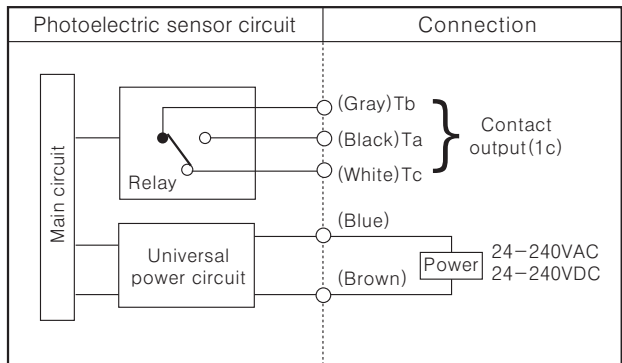 Photoelectric sensor circuit
Connection
Main circuit
Relay
(Gray)Tb
(Black)Ta
(White)Tc
Contact
output(1c)
Universal
power circuit
(Blue)
(Brown)
Power
24-240VAC
24-240VDC